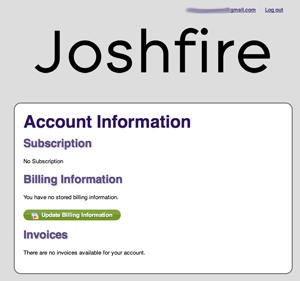 @gmail.com Log out
Joshfire
Account Information
Subscription
No Subscription
Billing Information
You have no stored billing information.
Update Billing Information
Invoices
There are no invoices available for your account.